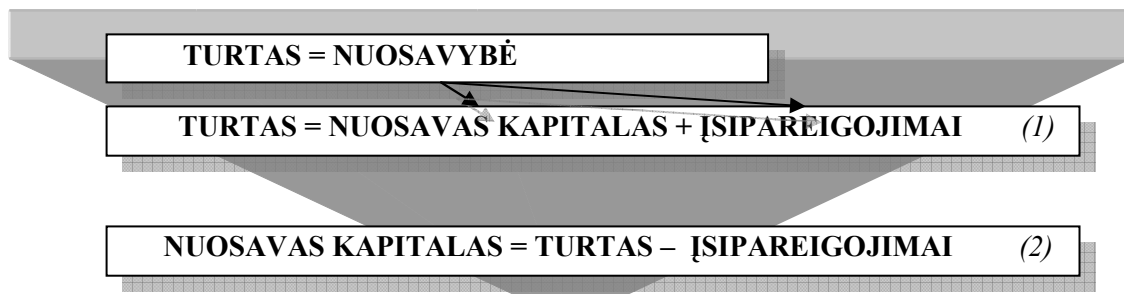 TURTAS = NUOSAVYBĖ
TURTAS = NUOSAVAS KAPITALAS + ĮSIPAREIGOJIMAI (1)
NUOSAVAS KAPITALAS = TURTAS – ĮSIPAREIGOJIMAI (2)